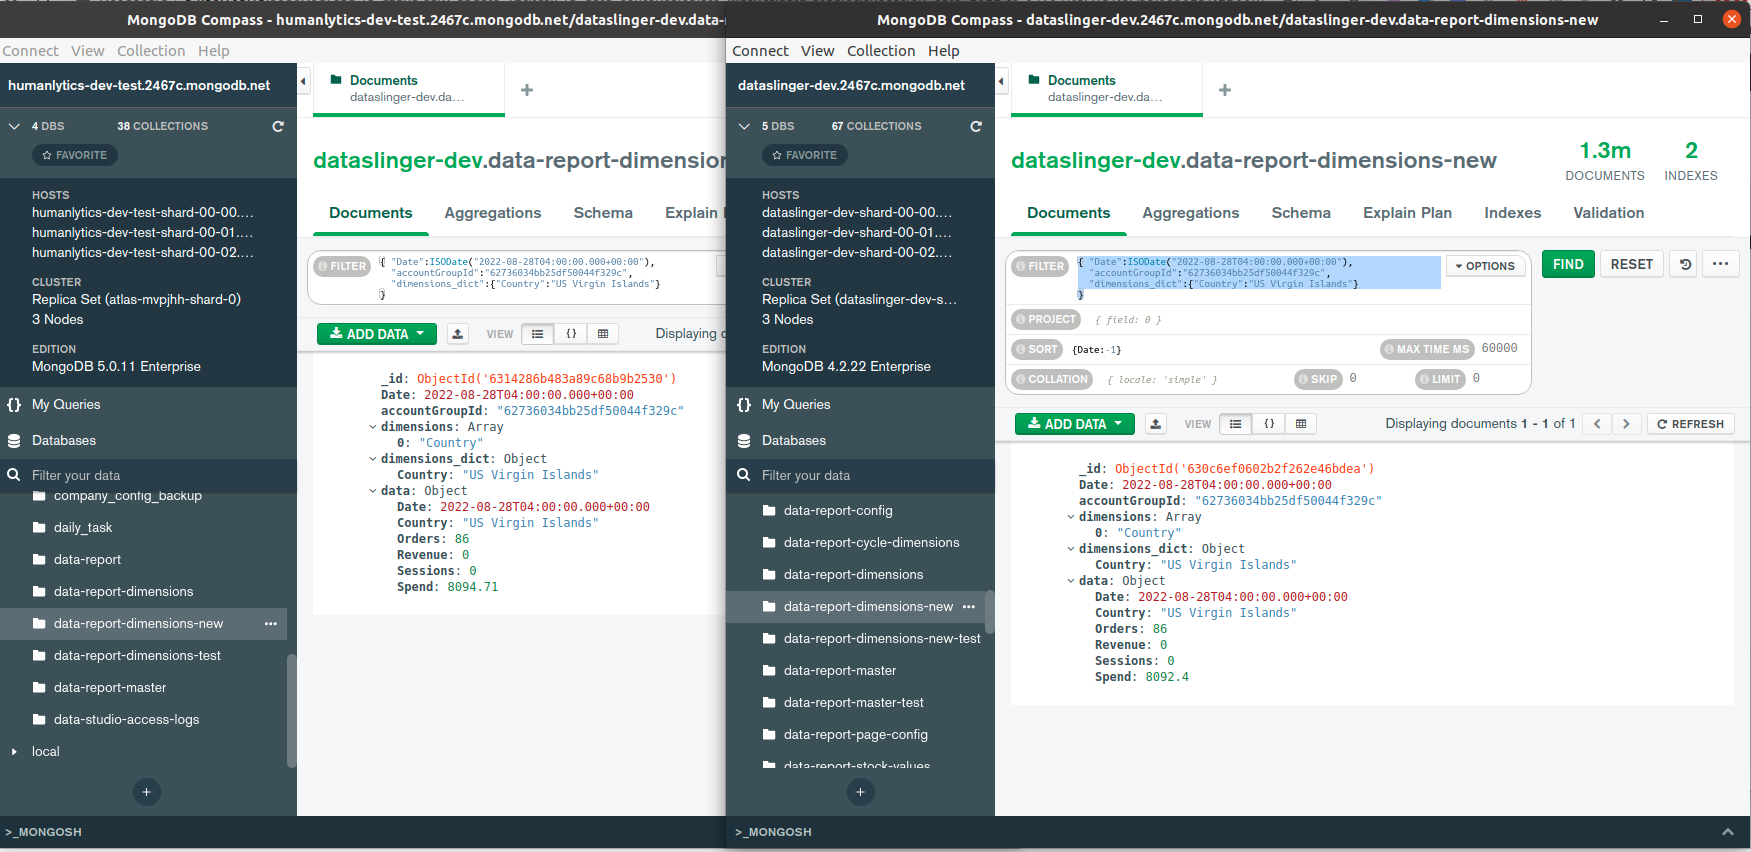 MongoDB Compass - humanlytics-dev-test.2467c.mongodb.net/dataslinger-dev.data-
Connect View Collection Help
humanlytics-dev-test.2467c.mongodb.net
4 DBS 38 COLLECTIONS
FAVORITE
HOSTS
humanlytics-dev-test-shard-00-00....
humanlytics-dev-test-shard-00-01....
humanlytics-dev-test-shard-00-02....
CLUSTER
Replica Set (atlas-mvpjhh-shard-0)
3 Nodes
EDITION
MongoDB 5.0.11 Enterprise
{} My Queries
Databases
Filter your data
company_config_backup
daily_task
data-report
data-report-dimensions
data-report-dimensions-new ...
data-report-dimensions-test
data-report-master
data-studio-access-logs
local
+
>_MONGOSH
Documents
dataslinger-dev.da...
+
dataslinger-dev.data-report-dimension
Documents Aggregations Schema Explain
FILTER { "Date":ISODate("2022-08-28T04:00:00.000+00:00"),
"accountGroupId":"62736034bb25df50044f329c",
"dimensions_dict":{"Country":"US Virgin Islands"}
}
ADD DATA VIEW {} Displaying
_id: ObjectId('6314286b483a89c68b9b2530')
Date: 2022-08-28T04:00:00.000+00:00
accountGroupId: "62736034bb25df50044f329c"
dimensions: Array
0: "Country"
dimensions_dict: Object
Country: "US Virgin Islands"
data: Object
Date: 2022-08-28T04:00:00.000+00:00
Country: "US Virgin Islands"
Orders: 86
Revenue: 0
Sessions: 0
Spend: 8094.71
MongoDB Compass - dataslinger-dev.2467c.mongodb.net/dataslinger-dev.data-report-dimensions-new
Connect View Collection Help
dataslinger-dev.2467c.mongodb.net
5 DBS 67 COLLECTIONS
FAVORITE
HOSTS
dataslinger-dev-shard-00-00....
dataslinger-dev-shard-00-01....
dataslinger-dev-shard-00-02....
CLUSTER
Replica Set (dataslinger-dev-s...
3 Nodes
EDITION
MongoDB 4.2.22 Enterprise
{} My Queries
Databases
Filter your data
data-report-config
data-report-cycle-dimensions
data-report-dimensions
data-report-dimensions-new ...
data-report-dimensions-new-test
data-report-master
data-report-master-test
data-report-page-config
data-report-stock-values
+
>_MONGOSH
Documents
dataslinger-dev.da...
+
dataslinger-dev.data-report-dimensions-new
1.3m DOCUMENTS
2 INDEXES
Documents Aggregations Schema Explain Plan Indexes Validation
FILTER { "Date":ISODate("2022-08-28T04:00:00.000+00:00"),
"accountGroupId":"62736034bb25df50044f329c",
"dimensions_dict":{"Country":"US Virgin Islands"}
}
OPTIONS FIND RESET ...
PROJECT { field: 0 }
SORT {Date:-1} MAX TIME MS 60000
COLLATION { locale: 'simple' } SKIP 0 LIMIT 0
ADD DATA VIEW {} Displaying documents 1 - 1 of 1 < > REFRESH
_id: ObjectId('630c6ef0602b2f262e46bdea')
Date: 2022-08-28T04:00:00.000+00:00
accountGroupId: "62736034bb25df50044f329c"
dimensions: Array
0: "Country"
dimensions_dict: Object
Country: "US Virgin Islands"
data: Object
Date: 2022-08-28T04:00:00.000+00:00
Country: "US Virgin Islands"
Orders: 86
Revenue: 0
Sessions: 0
Spend: 8092.4